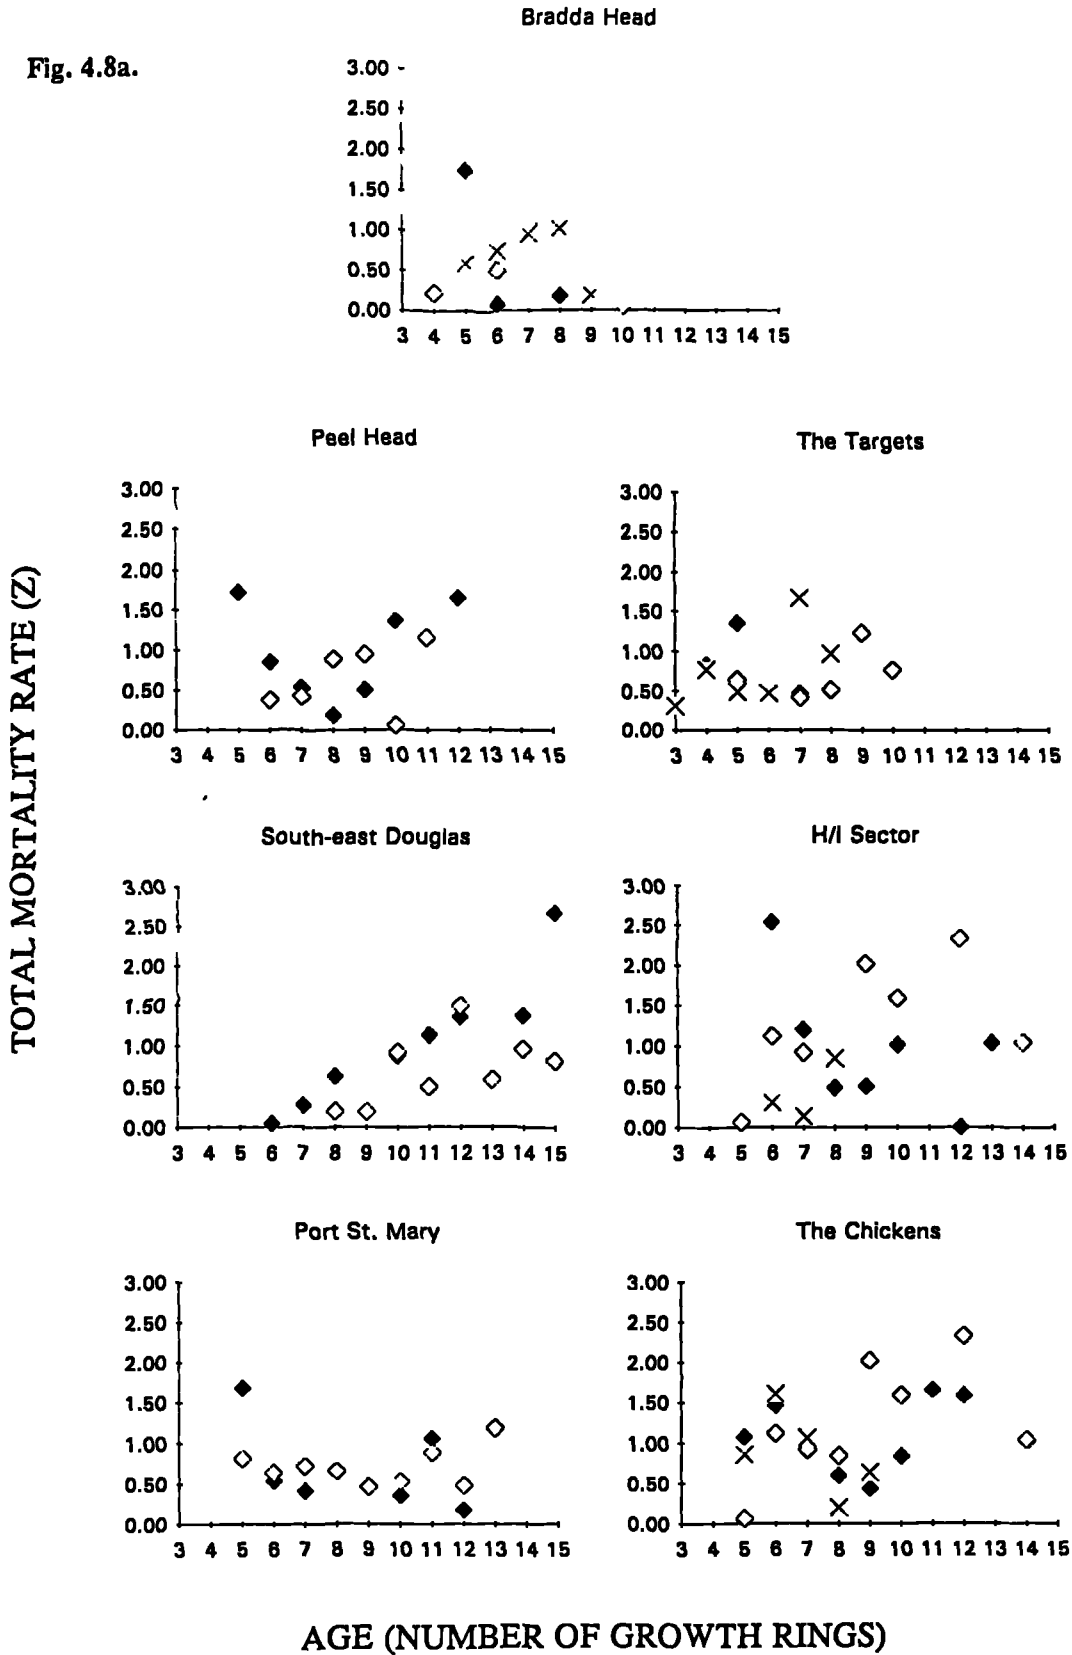 Bradda Head
Fig. 4.8a.
3.00
2.50
2.00
1.50
1.00
0.50
0.00
3 4 5 6 7 8 9 10 11 12 13 14 15
Peel Head
3.00
2.50
2.00
1.50
1.00
0.50
0.00
3 4 5 6 7 8 9 10 11 12 13 14 15
The Targets
3.00
2.50
2.00
1.50
1.00
0.50
0.00
3 4 5 6 7 8 9 10 11 12 13 14 15
TOTAL MORTALITY RATE (Z)
South-east Douglas
3.00
2.50
2.00
1.50
1.00
0.50
0.00
3 4 5 6 7 8 9 10 11 12 13 14 15
H/I Sector
3.00
2.50
2.00
1.50
1.00
0.50
0.00
3 4 5 6 7 8 9 10 11 12 13 14 15
Port St. Mary
3.00
2.50
2.00
1.50
1.00
0.50
0.00
3 4 5 6 7 8 9 10 11 12 13 14 15
The Chickens
3.00
2.50
2.00
1.50
1.00
0.50
0.00
3 4 5 6 7 8 9 10 11 12 13 14 15
AGE (NUMBER OF GROWTH RINGS)